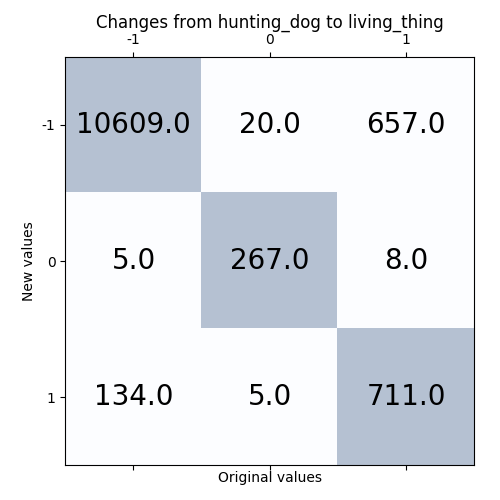 Changes from hunting_dog to living_thing
-1 0 1
-1 10609.0 20.0 657.0
0 5.0 267.0 8.0
1 134.0 5.0 711.0
New values
Original values